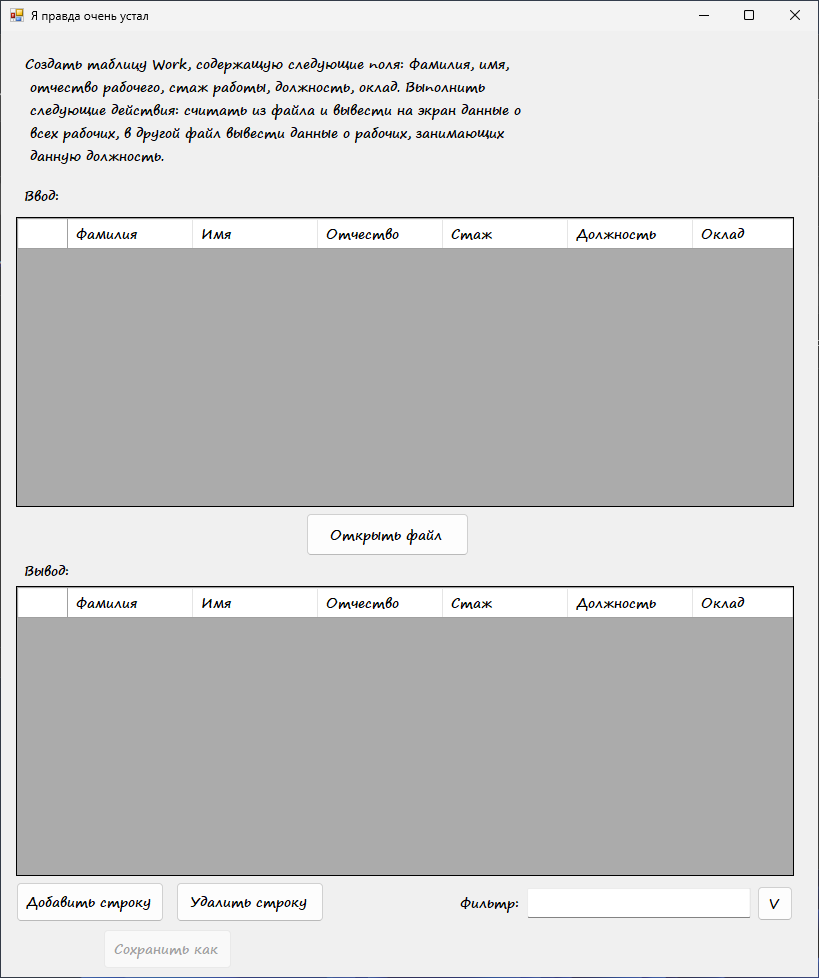 Я правда очень устал
Создать таблицу Work, содержащую следующие поля: Фамилия, имя,
отчество рабочего, стаж работы, должность, оклад. Выполнить
следующие действия: считать из файла и вывести на экран данные о
всех рабочих, в другой файл вывести данные о рабочих, занимающих
данную должность.
Ввод:
Фамилия Имя Отчество Стаж Должность Оклад
Открыть файл
Вывод:
Фамилия Имя Отчество Стаж Должность Оклад
Добавить строку Удалить строку Фильтр: V
Сохранить как